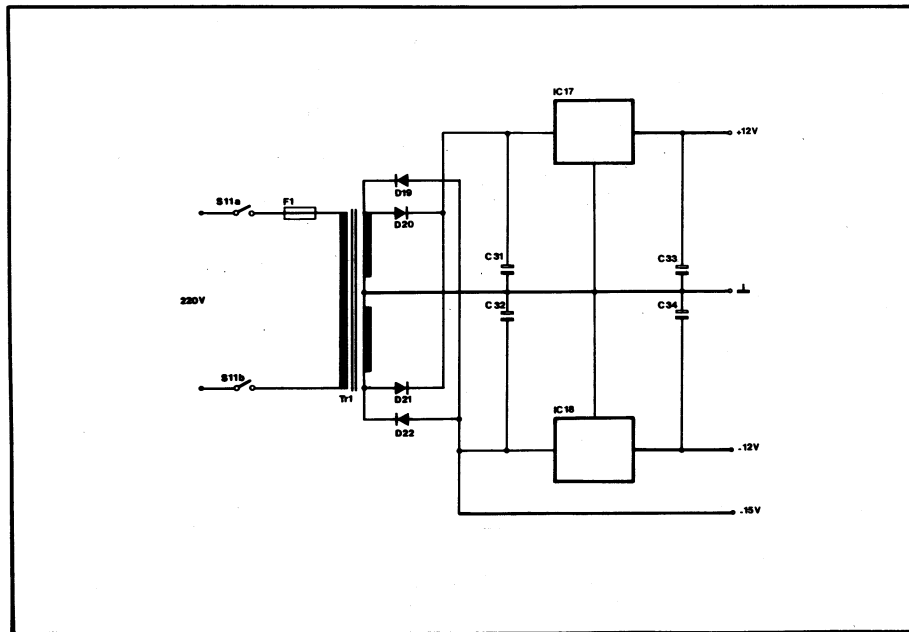 IC17
+12V
D19
S11a
F1
D20
C31
C33
220V
⊥
C32
C34
S11b
D21
Tr1
D22
IC18
-12V
-15V